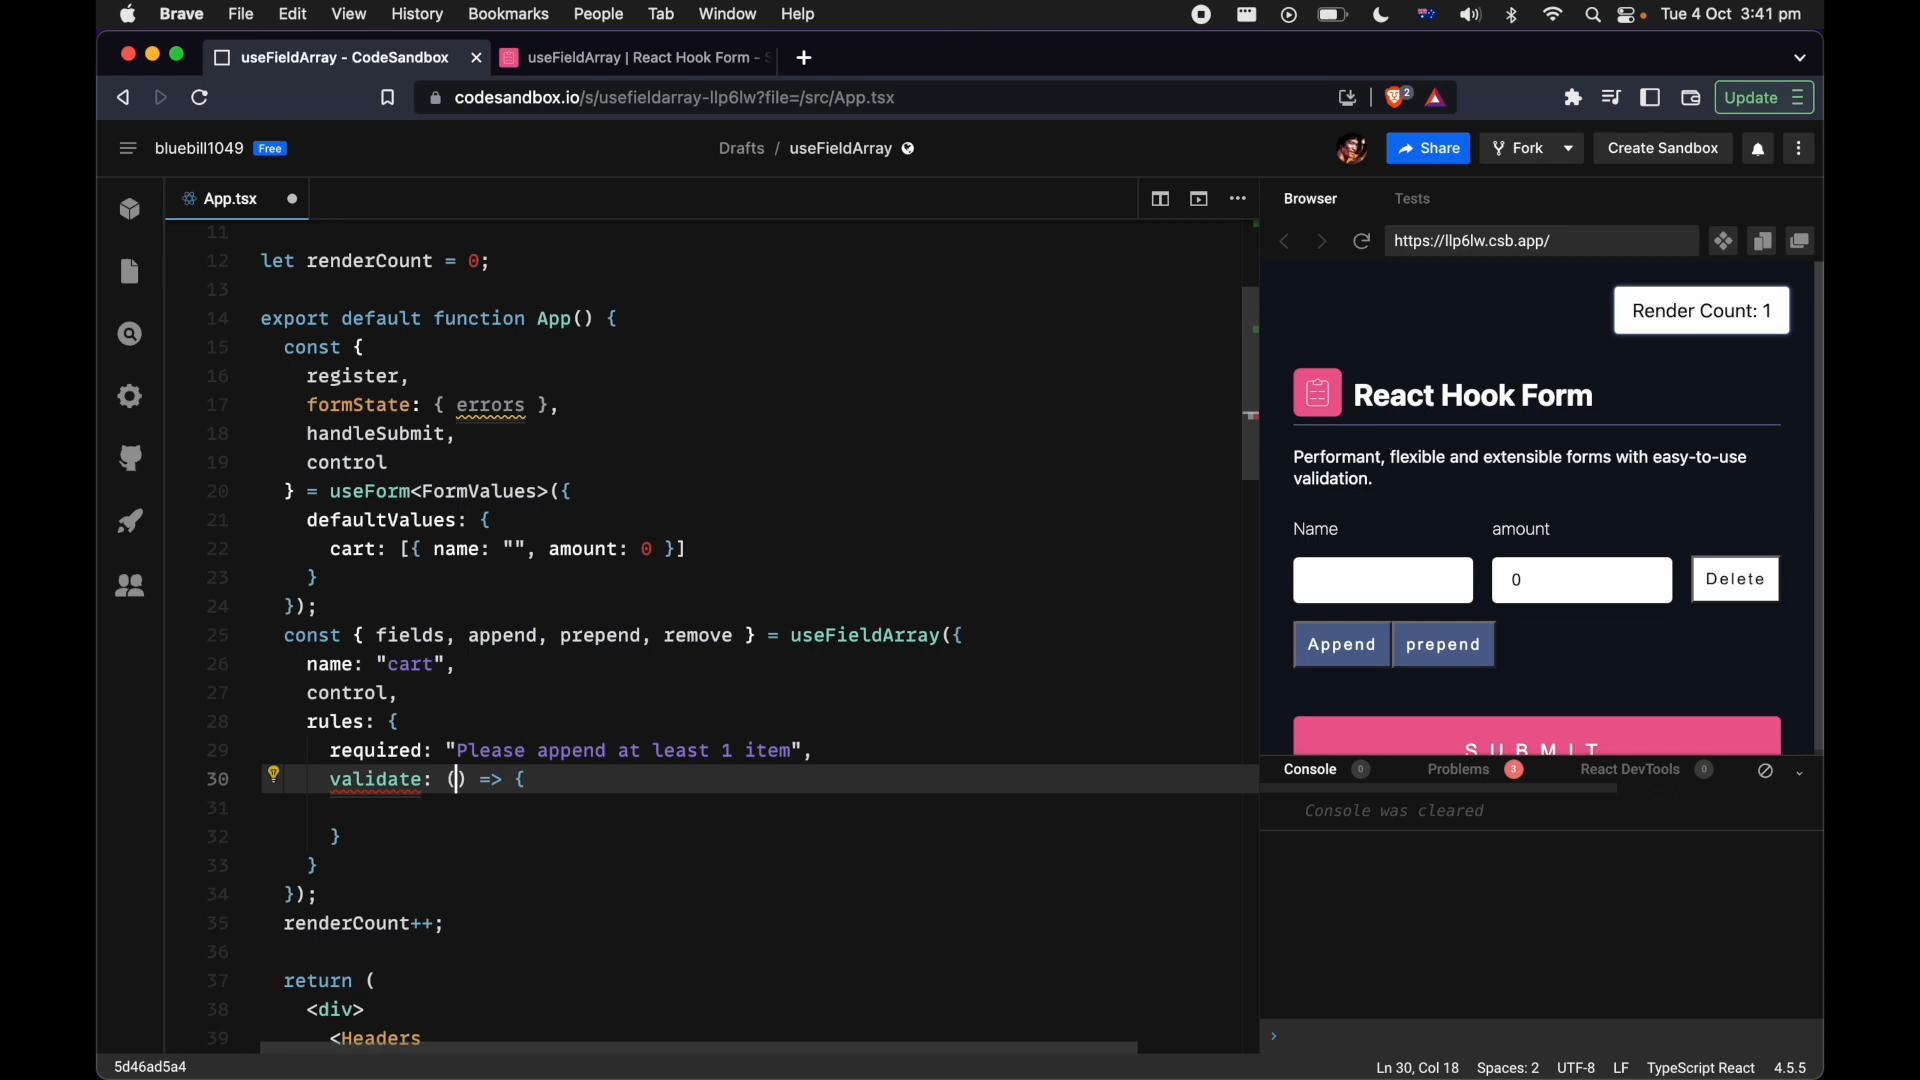 Brave File Edit View History Bookmarks People Tab Window Help Tue 4 Oct 3:41 pm
useFieldArray - CodeSandbox useFieldArray | React Hook Form - S
codesandbox.io/s/usefieldarray-llp6lw?file=/src/App.tsx 2 Update
bluebill1049 Free Drafts / useFieldArray Share Fork Create Sandbox
App.tsx
11
12 let renderCount = 0;
13
14 export default function App() {
15 const {
16 register,
17 formState: { errors },
18 handleSubmit,
19 control
20 } = useForm<FormValues>({
21 defaultValues: {
22 cart: [{ name: "", amount: 0 }]
23 }
24 });
25 const { fields, append, prepend, remove } = useFieldArray({
26 name: "cart",
27 control,
28 rules: {
29 required: "Please append at least 1 item",
30 validate: () => {
31
32 }
33 }
34 });
35 renderCount++;
36
37 return (
38 <div>
39 <Headers
Browser Tests
https://llp6lw.csb.app/
Render Count: 1
React Hook Form
Performant, flexible and extensible forms with easy-to-use
validation.
Name amount
0 Delete
Append prepend
SUBMIT
Console 0 Problems 3 React DevTools 0
Console was cleared
5d46ad5a4 Ln 30, Col 18 Spaces: 2 UTF-8 LF TypeScript React 4.5.5